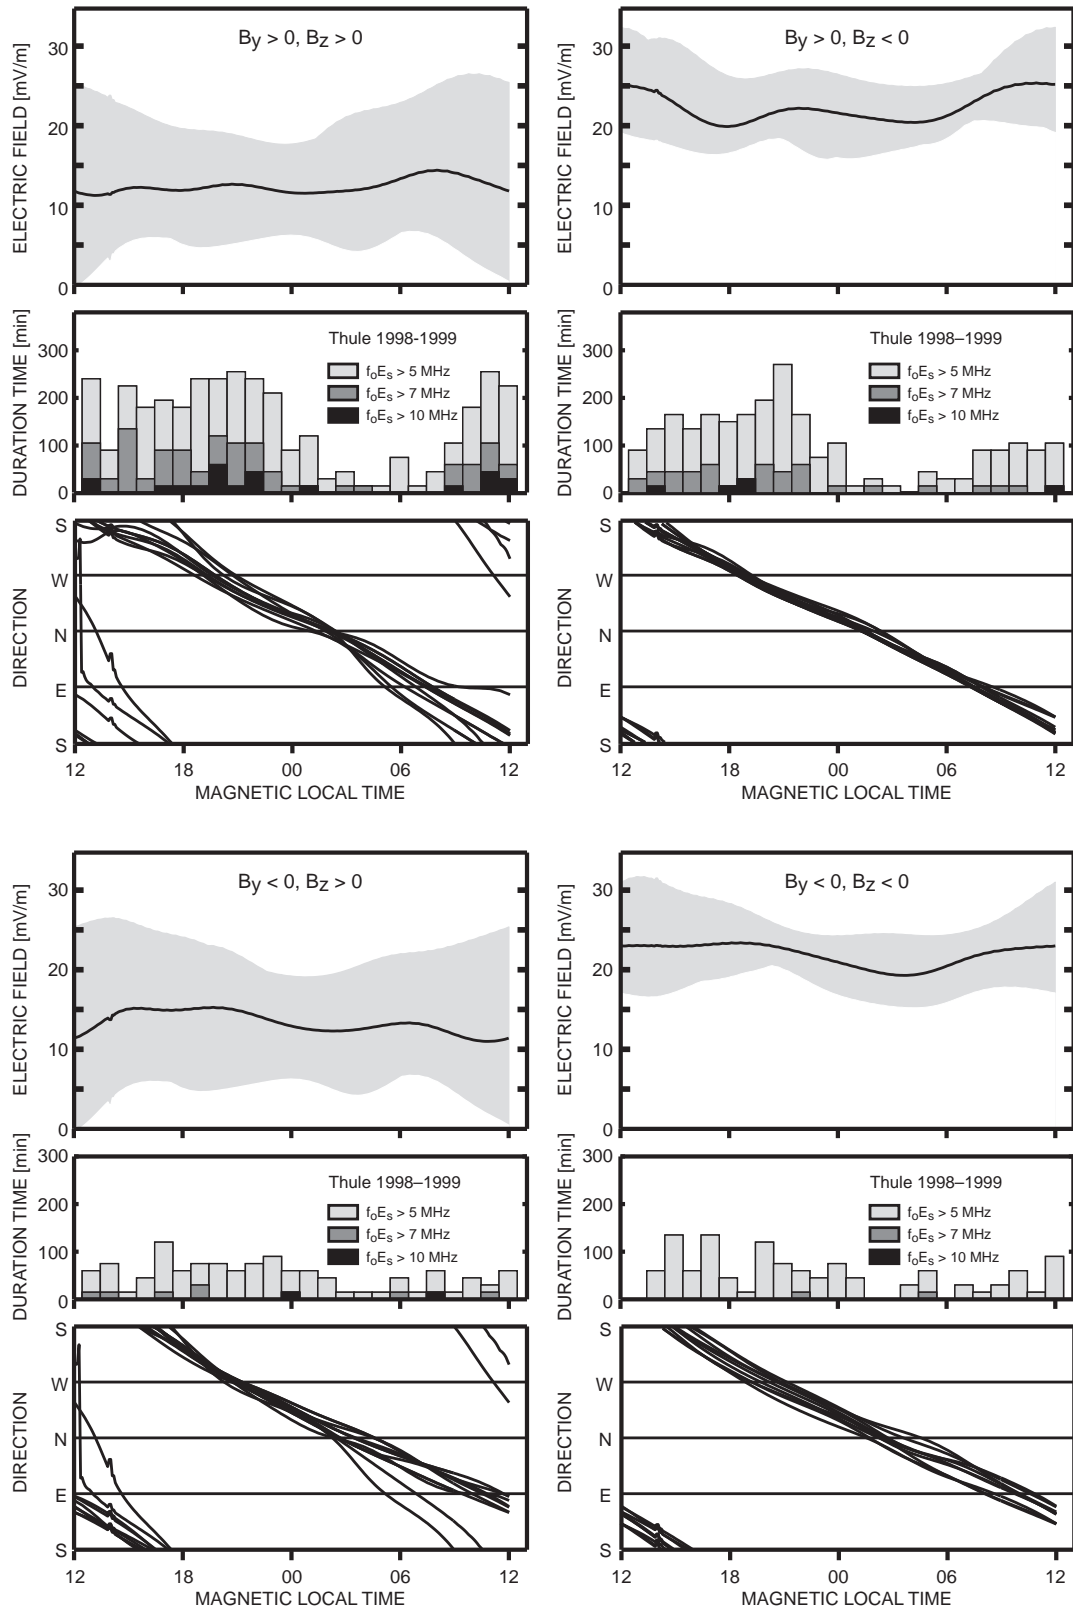 By > 0, Bz > 0
ELECTRIC FIELD [mV/m]
30
20
10
0
DURATION TIME [min]
300
200
100
0
Thule 1998-1999
foEs > 5 MHz
foEs > 7 MHz
foEs > 10 MHz
DIRECTION
S
W
N
E
S
12 18 00 06 12
MAGNETIC LOCAL TIME
By > 0, Bz < 0
ELECTRIC FIELD [mV/m]
30
20
10
0
DURATION TIME [min]
300
200
100
0
Thule 1998–1999
foEs > 5 MHz
foEs > 7 MHz
foEs > 10 MHz
DIRECTION
S
W
N
E
S
12 18 00 06 12
MAGNETIC LOCAL TIME
By < 0, Bz > 0
ELECTRIC FIELD [mV/m]
30
20
10
0
DURATION TIME [min]
300
200
100
0
Thule 1998–1999
foEs > 5 MHz
foEs > 7 MHz
foEs > 10 MHz
DIRECTION
S
W
N
E
S
12 18 00 06 12
MAGNETIC LOCAL TIME
By < 0, Bz < 0
ELECTRIC FIELD [mV/m]
30
20
10
0
DURATION TIME [min]
300
200
100
0
Thule 1998–1999
foEs > 5 MHz
foEs > 7 MHz
foEs > 10 MHz
DIRECTION
S
W
N
E
S
12 18 00 06 12
MAGNETIC LOCAL TIME